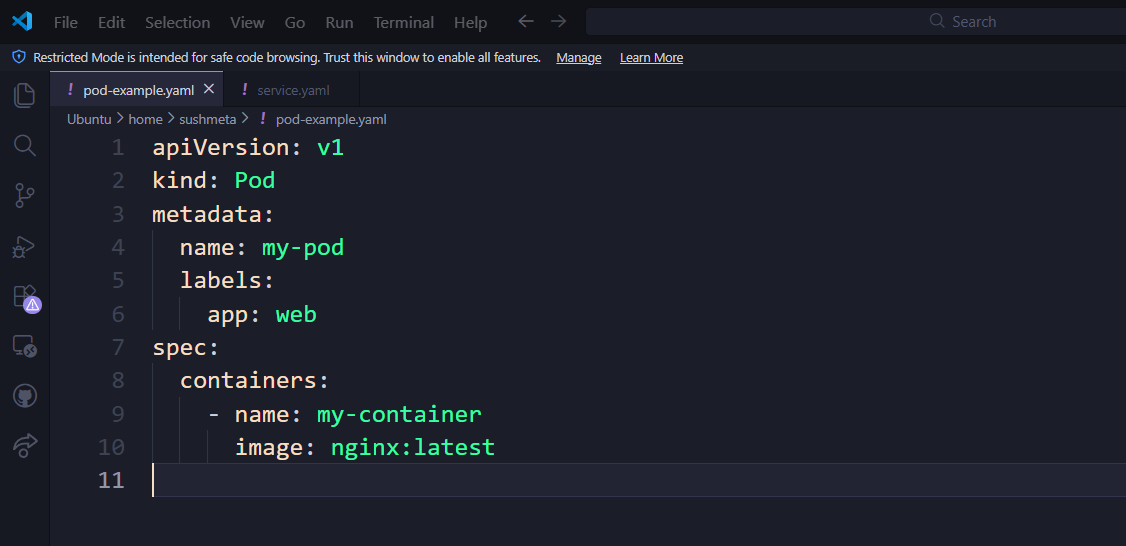 File Edit Selection View Go Run Terminal Help Search
Restricted Mode is intended for safe code browsing. Trust this window to enable all features. Manage Learn More
! pod-example.yaml ! service.yaml
Ubuntu > home > sushmeta > ! pod-example.yaml
1 apiVersion: v1
2 kind: Pod
3 metadata:
4 name: my-pod
5 labels:
6 app: web
7 spec:
8 containers:
9 - name: my-container
10 image: nginx:latest
11